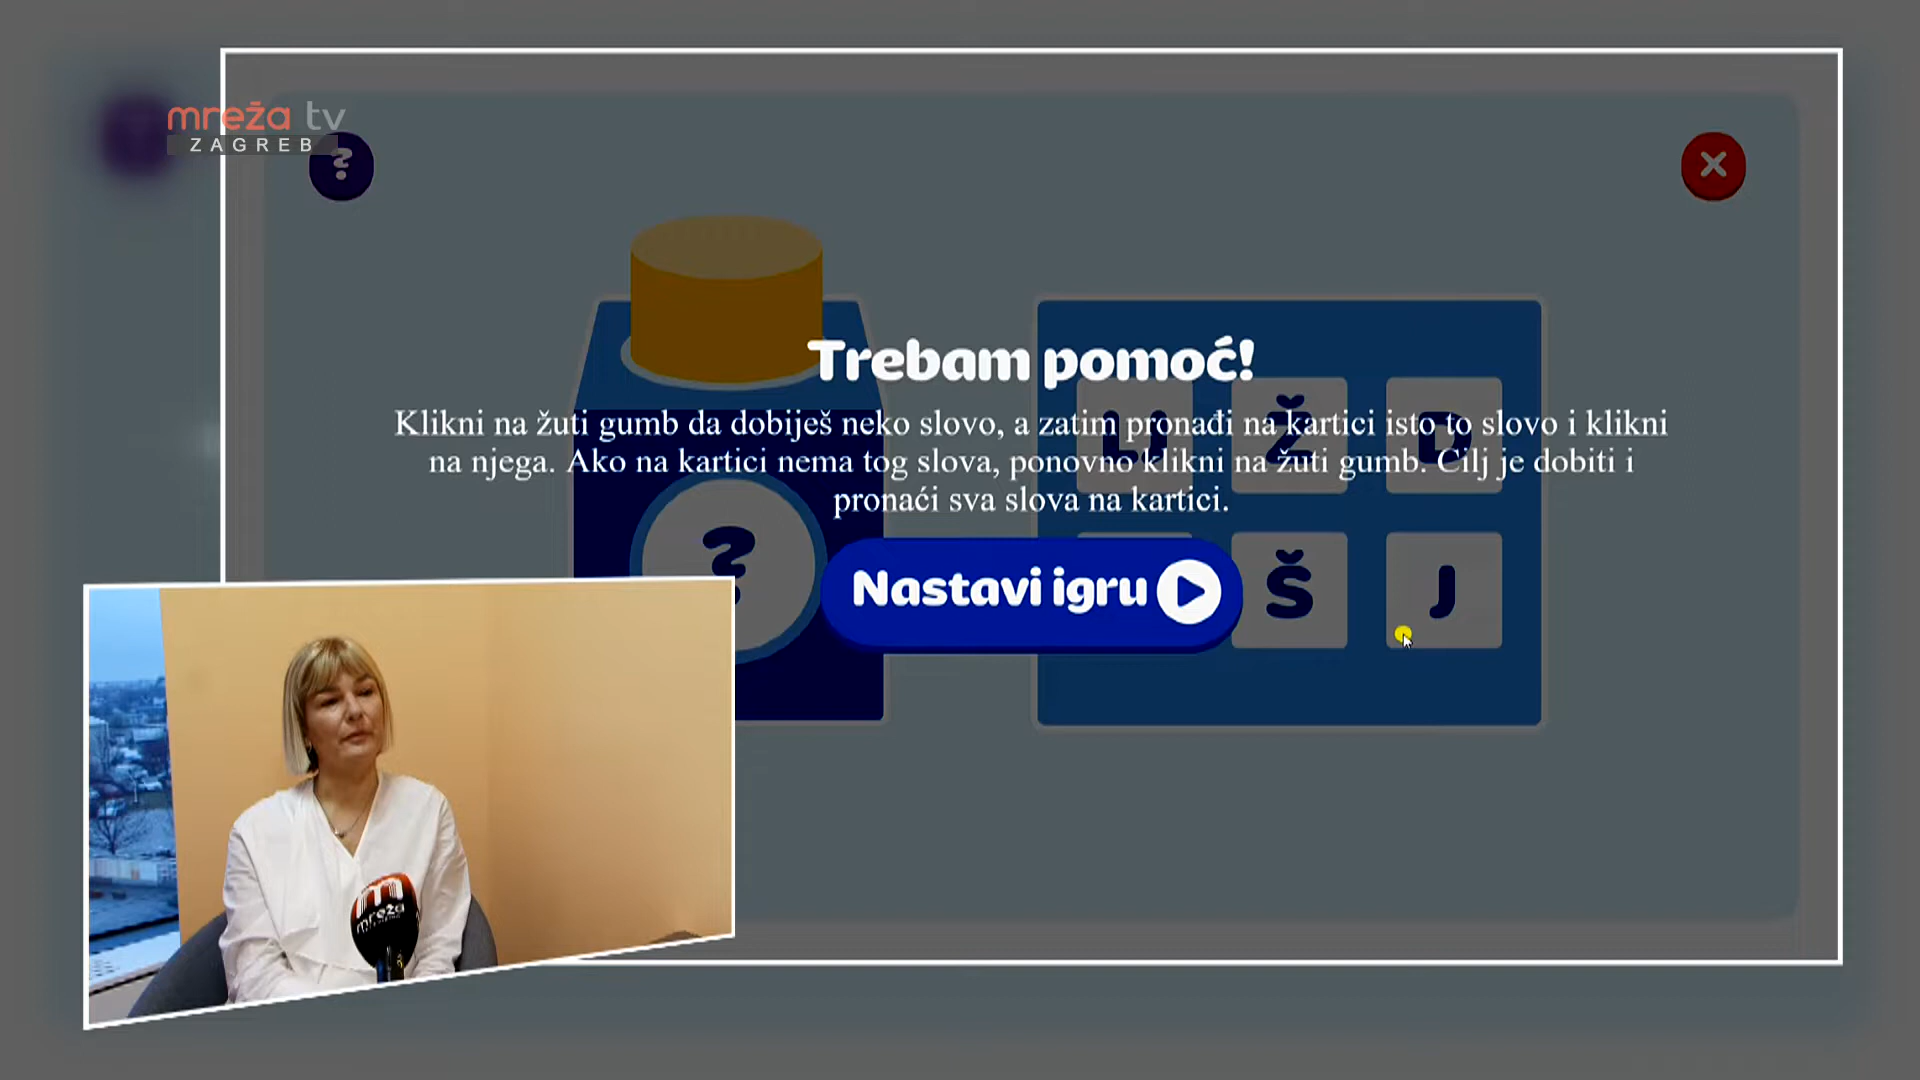 mreža tv
ZAGREB
?
Trebam pomoć!
Klikni na žuti gumb da dobiješ neko slovo, a zatim pronađi na kartici isto to slovo i klikni
na njega. Ako na kartici nema tog slova, ponovno klikni na žuti gumb. Cilj je dobiti i
pronaći sva slova na kartici.
Nastavi igru
LJ Ž D
?
Š J
mreža